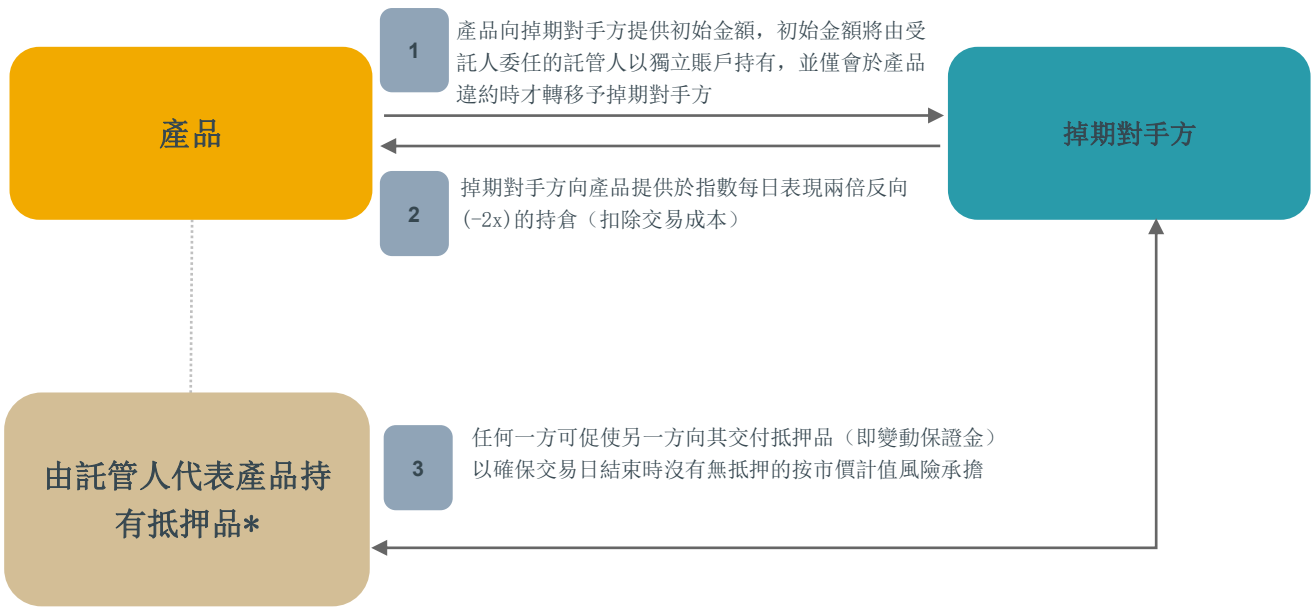 1
產品向掉期對手方提供初始金額，初始金額將由受
託人委任的託管人以獨立賬戶持有，並僅會於產品
違約時才轉移予掉期對手方
產品
掉期對手方
2
掉期對手方向產品提供於指數每日表現兩倍反向
(-2x)的持倉（扣除交易成本）
3
任何一方可促使另一方向其交付抵押品（即變動保證金）
以確保交易日結束時沒有無抵押的按市價計值風險承擔
由託管人代表產品持
有抵押品*